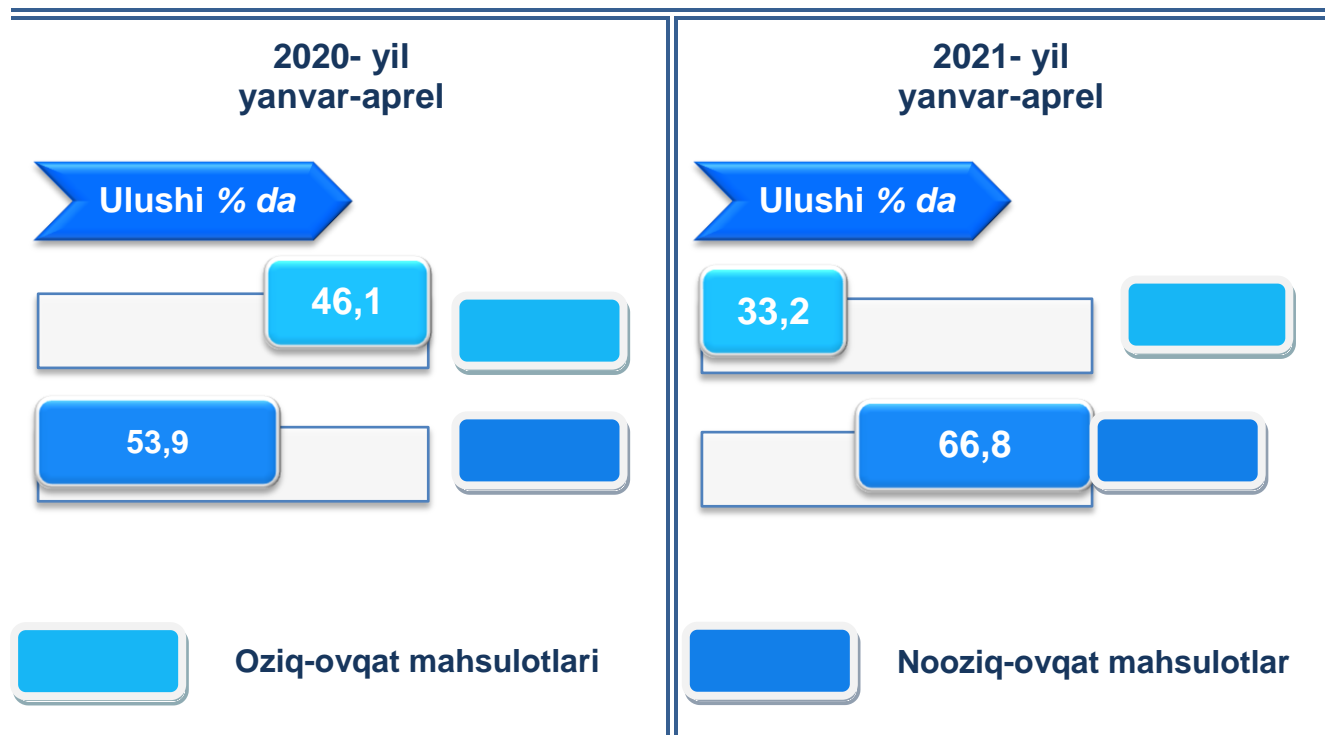 2020- yil
yanvar-aprel
Ulushi % da
46,1
53,9
2021- yil
yanvar-aprel
Ulushi % da
33,2
66,8
Oziq-ovqat mahsulotlari
Nooziq-ovqat mahsulotlar